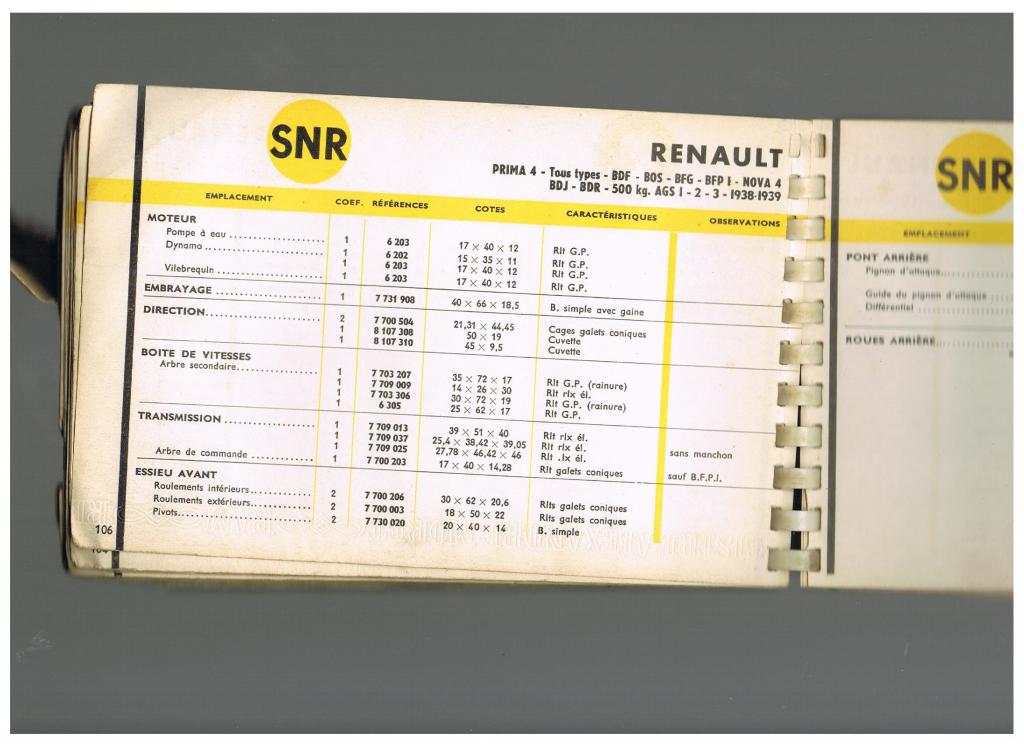 SNR
RENAULT
PRIMA 4 - Tous types - BDF - BOS - BFG - BFP I - NOVA 4
BDJ - BDR - 500 kg. AGS I - 2 - 3 - 1938-1939
EMPLACEMENT COEF. RÉFÉRENCES COTES CARACTÉRISTIQUES OBSERVATIONS
MOTEUR
Pompe à eau .................... 1 6 203 17 × 40 × 12 Rlt G.P.
Dynamo ........................ 1 6 202 15 × 35 × 11 Rlt G.P.
1 6 203 17 × 40 × 12 Rlt G.P.
Vilebrequin ..................... 1 6 203 17 × 40 × 12 Rlt G.P.
EMBRAYAGE ..................... 1 7 731 908 40 × 66 × 18,5 B. simple avec gaine
DIRECTION....................... 2 7 700 504 21,31 × 44,45 Cages galets coniques
1 8 107 308 50 × 19 Cuvette
1 8 107 310 45 × 9,5 Cuvette
BOITE DE VITESSES
Arbre secondaire................ 1 7 703 207 35 × 72 × 17 Rlt G.P. (rainure)
1 7 709 009 14 × 26 × 30 Rlt rlx él.
1 7 703 306 30 × 72 × 19 Rlt G.P. (rainure)
1 6 305 25 × 62 × 17 Rlt G.P.
TRANSMISSION .................. 1 7 709 013 39 × 51 × 40 Rlt rlx él.
1 7 709 037 25,4 × 38,42 × 39,05 Rlt rlx él. sans manchon
1 7 709 025 27,78 × 46,42 × 46 Rlt .lx él.
Arbre de commande ............ 1 7 700 203 17 × 40 × 14,28 Rlt galets coniques sauf B.F.P.I.
ESSIEU AVANT
Roulements intérieurs............ 2 7 700 206 30 × 62 × 20,6 Rlts galets coniques
Roulements extérieurs............ 2 7 700 003 18 × 50 × 22 Rlts galets coniques
Pivots.......................... 2 7 730 020 20 × 40 × 14 B. simple
106
104
SNR
EMPLACEMENT
PONT ARRIÈRE
Pignon d'attaque..............
Guide du pignon d'attaque .....
Différentiel ...................
ROUES ARRIÈRE................